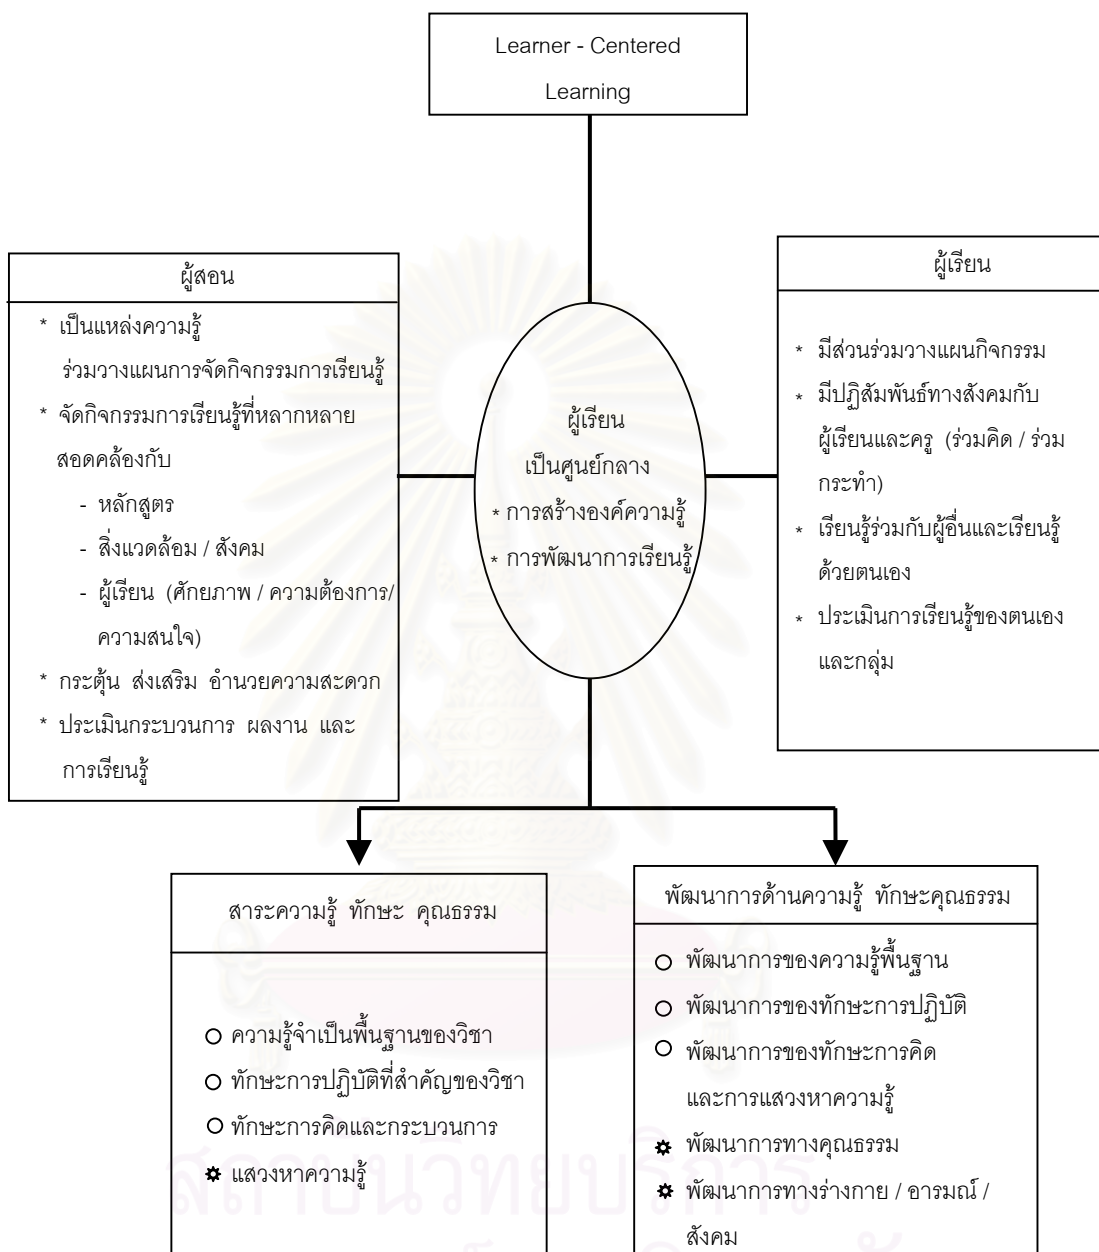 Learner - Centered
Learning
ผู้สอน
* เป็นแหล่งความรู้
ร่วมวางแผนการจัดกิจกรรมการเรียนรู้
* จัดกิจกรรมการเรียนรู้ที่หลากหลาย
สอดคล้องกับ
- หลักสูตร
- สิ่งแวดล้อม / สังคม
- ผู้เรียน (ศักยภาพ / ความต้องการ/
ความสนใจ)
* กระตุ้น ส่งเสริม อำนวยความสะดวก
* ประเมินกระบวนการ ผลงาน และ
การเรียนรู้
ผู้เรียน
เป็นศูนย์กลาง
* การสร้างองค์ความรู้
* การพัฒนาการเรียนรู้
ผู้เรียน
* มีส่วนร่วมวางแผนกิจกรรม
* มีปฏิสัมพันธ์ทางสังคมกับ
ผู้เรียนและครู (ร่วมคิด / ร่วม
กระทำ)
* เรียนรู้ร่วมกับผู้อื่นและเรียนรู้
ด้วยตนเอง
* ประเมินการเรียนรู้ของตนเอง
และกลุ่ม
สาระความรู้ ทักษะ คุณธรรม
ความรู้จำเป็นพื้นฐานของวิชา
ทักษะการปฏิบัติที่สำคัญของวิชา
ทักษะการคิดและกระบวนการ
แสวงหาความรู้
พัฒนาการด้านความรู้ ทักษะคุณธรรม
พัฒนาการของความรู้พื้นฐาน
พัฒนาการของทักษะการปฏิบัติ
พัฒนาการของทักษะการคิด
และการแสวงหาความรู้
พัฒนาการทางคุณธรรม
พัฒนาการทางร่างกาย / อารมณ์ /
สังคม
สถาบันวิทยบริการ